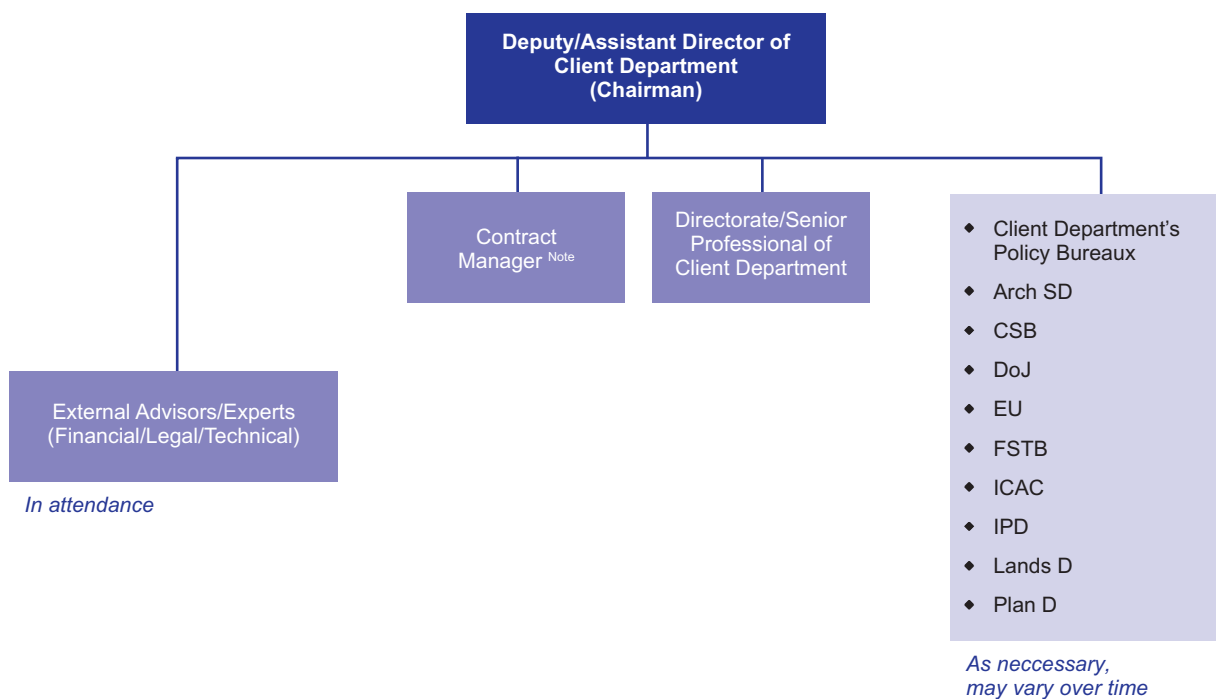 Deputy/Assistant Director of
Client Department
(Chairman)
Contract
Manager Note
Directorate/Senior
Professional of
Client Department
External Advisors/Experts
(Financial/Legal/Technical)
In attendance
◆ Client Department’s
Policy Bureaux
◆ Arch SD
◆ CSB
◆ DoJ
◆ EU
◆ FSTB
◆ ICAC
◆ IPD
◆ Lands D
◆ Plan D
As neccessary,
may vary over time